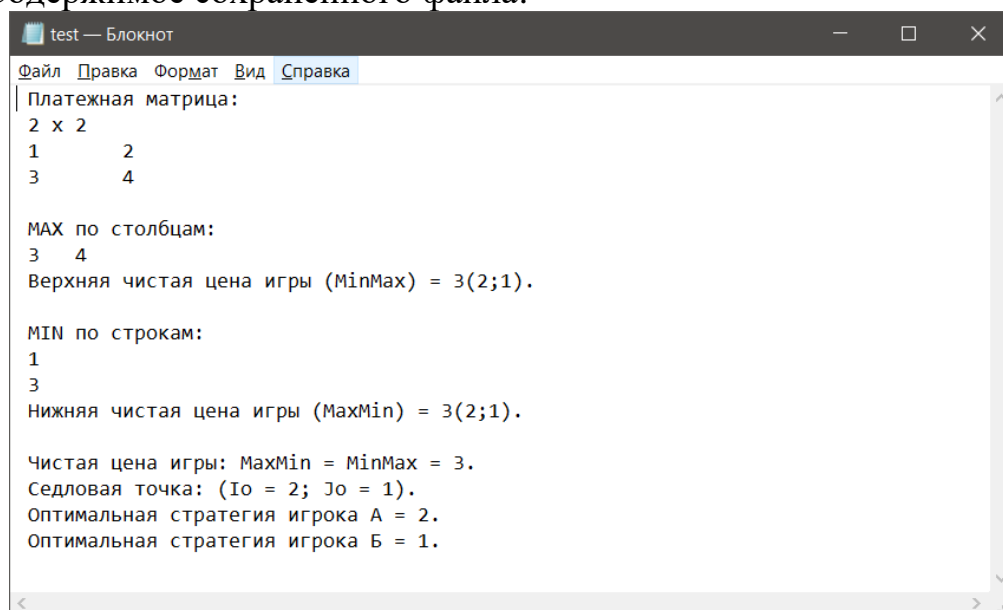 содержимое сохраненного файла:
test — Блокнот
Файл Правка Формат Вид Справка
Платежная матрица:
2 x 2
1 2
3 4
MAX по столбцам:
3 4
Верхняя чистая цена игры (MinMax) = 3(2;1).
MIN по строкам:
1
3
Нижняя чистая цена игры (MaxMin) = 3(2;1).
Чистая цена игры: MaxMin = MinMax = 3.
Седловая точка: (Io = 2; Jo = 1).
Оптимальная стратегия игрока А = 2.
Оптимальная стратегия игрока Б = 1.